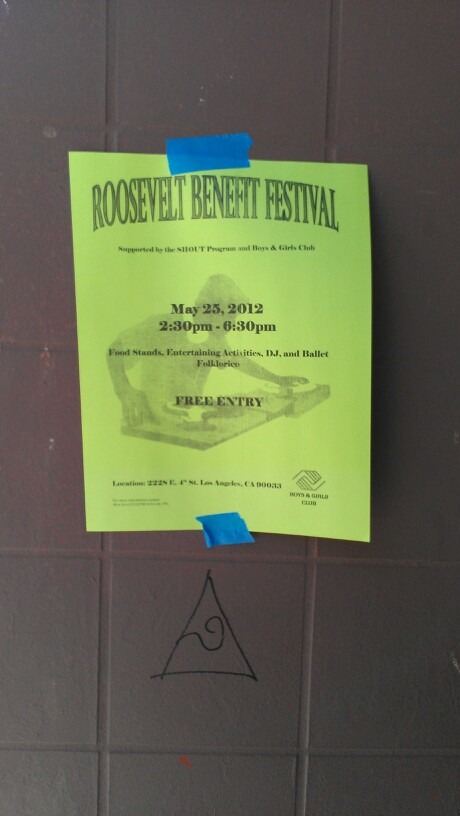 ROOSEVELT BENEFIT FESTIVAL
Supported by the SHOUT Program and Boys & Girls Club
May 25, 2012
2:30pm - 6:30pm
Food Stands, Entertaining Activities, DJ, and Ballet
Folklorico
FREE ENTRY
Location: 2228 E. 4th St. Los Angeles, CA 90033
BOYS & GIRLS
CLUB